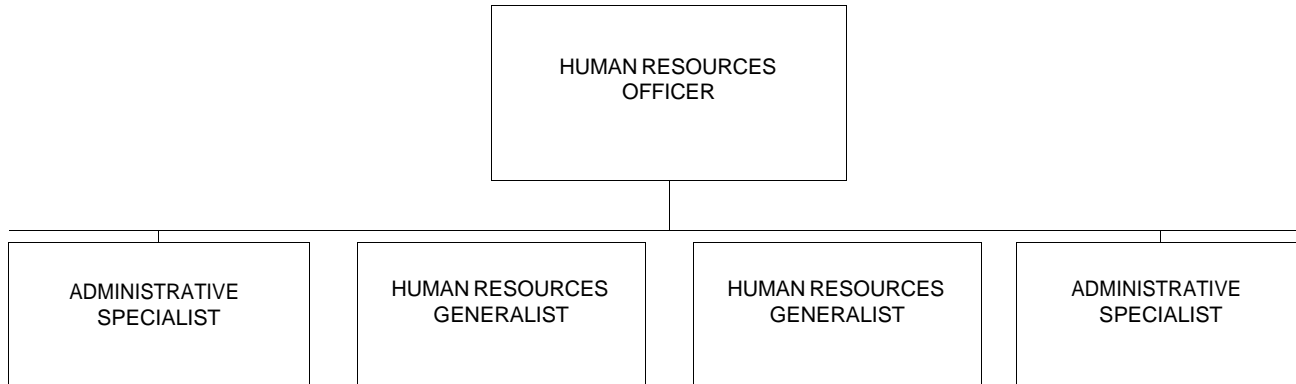 HUMAN RESOURCES
OFFICER
ADMINISTRATIVE
SPECIALIST
HUMAN RESOURCES
GENERALIST
HUMAN RESOURCES
GENERALIST
ADMINISTRATIVE
SPECIALIST